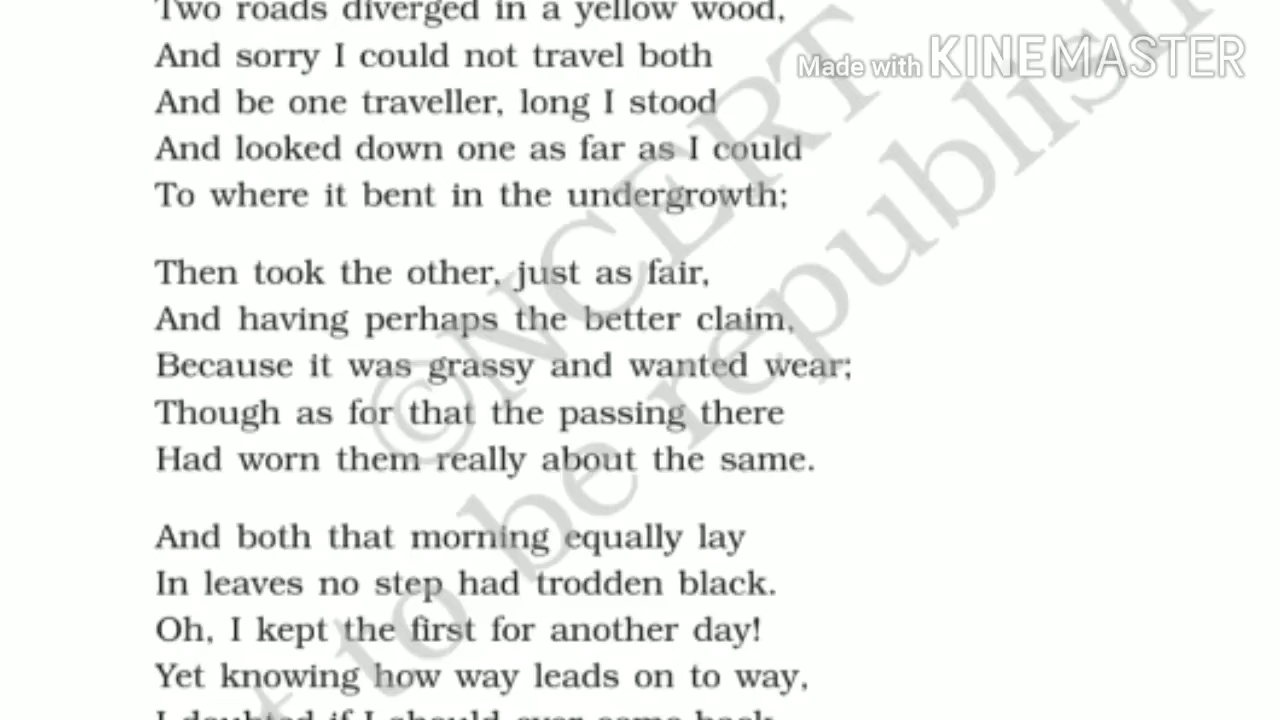 Two roads diverged in a yellow wood,
Made with KINEMASTER
And sorry I could not travel both
And be one traveller, long I stood
And looked down one as far as I could
To where it bent in the undergrowth;
Then took the other, just as fair,
And having perhaps the better claim,
Because it was grassy and wanted wear;
Though as for that the passing there
Had worn them really about the same.
And both that morning equally lay
In leaves no step had trodden black.
Oh, I kept the first for another day!
Yet knowing how way leads on to way,
I doubted if I should ever come back.
©NCERT
to be republish